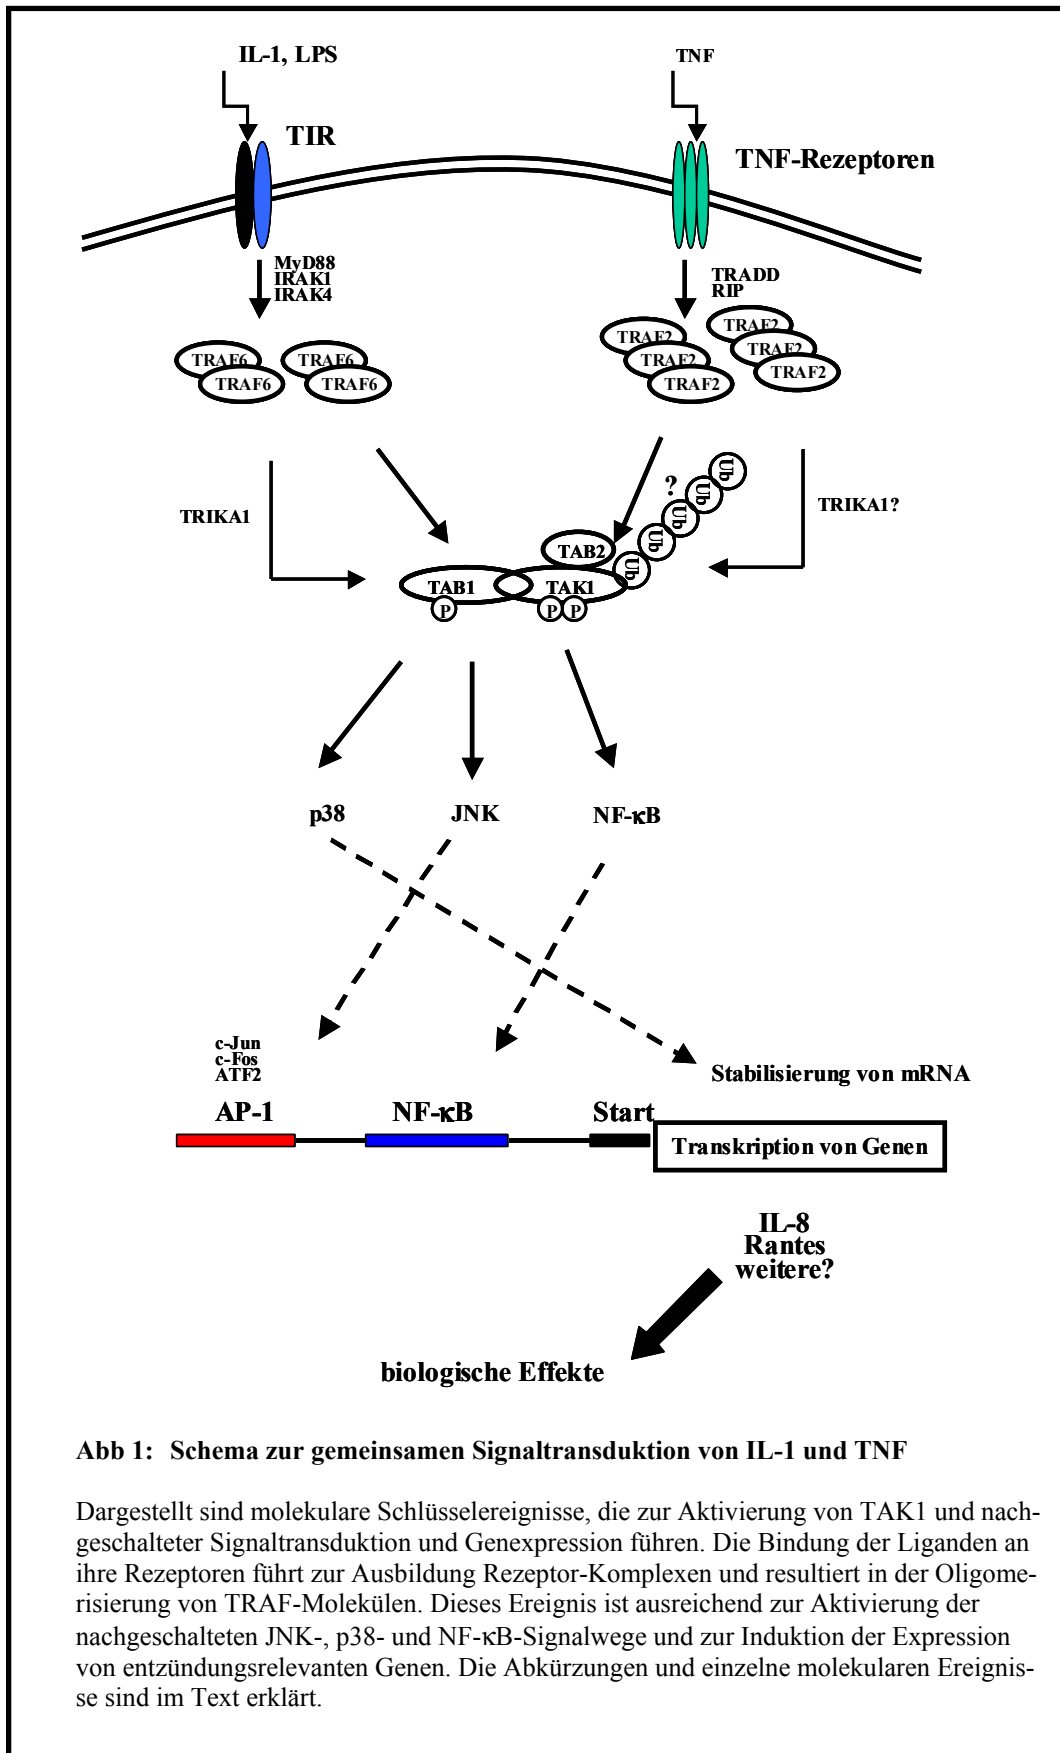 IL-1, LPS
TNF
TIR
TNF-Rezeptoren
MyD88
IRAK1
IRAK4
TRADD
RIP
TRAF6
TRAF6
TRAF6
TRAF6
TRAF2
TRAF2
TRAF2
TRAF2
TRAF2
TRAF2
TRIKA1
?
Ub
Ub
Ub
Ub
Ub
TRIKA1?
TAB2
TAB1
TAK1
P
P
P
p38
JNK
NF-κB
c-Jun
c-Fos
ATF2
Stabilisierung von mRNA
AP-1
NF-κB
Start
Transkription von Genen
IL-8
Rantes
weitere?
biologische Effekte
Abb 1: Schema zur gemeinsamen Signaltransduktion von IL-1 und TNF
Dargestellt sind molekulare Schlüsselereignisse, die zur Aktivierung von TAK1 und nach-
geschalteter Signaltransduktion und Genexpression führen. Die Bindung der Liganden an
ihre Rezeptoren führt zur Ausbildung Rezeptor-Komplexen und resultiert in der Oligome-
risierung von TRAF-Molekülen. Dieses Ereignis ist ausreichend zur Aktivierung der
nachgeschalteten JNK-, p38- und NF-κB-Signalwege und zur Induktion der Expression
von entzündungsrelevanten Genen. Die Abkürzungen und einzelne molekularen Ereignis-
se sind im Text erklärt.